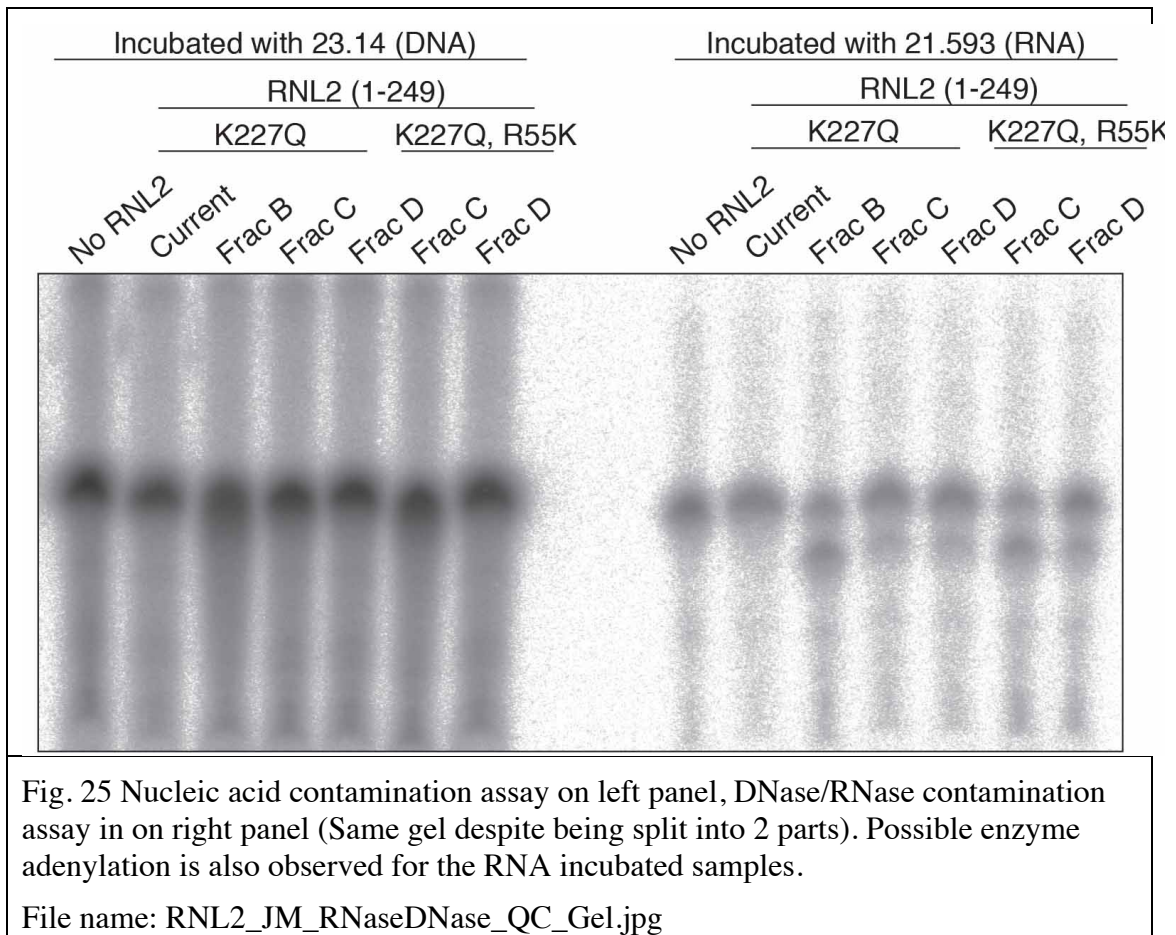 Incubated with 23.14 (DNA)
RNL2 (1-249)
K227Q
K227Q, R55K
No RNL2
Current
Frac B
Frac C
Frac D
Frac C
Frac D
Incubated with 21.593 (RNA)
RNL2 (1-249)
K227Q
K227Q, R55K
No RNL2
Current
Frac B
Frac C
Frac D
Frac C
Frac D
Fig. 25 Nucleic acid contamination assay on left panel, DNase/RNase contamination
assay in on right panel (Same gel despite being split into 2 parts). Possible enzyme
adenylation is also observed for the RNA incubated samples.
File name: RNL2_JM_RNaseDNase_QC_Gel.jpg